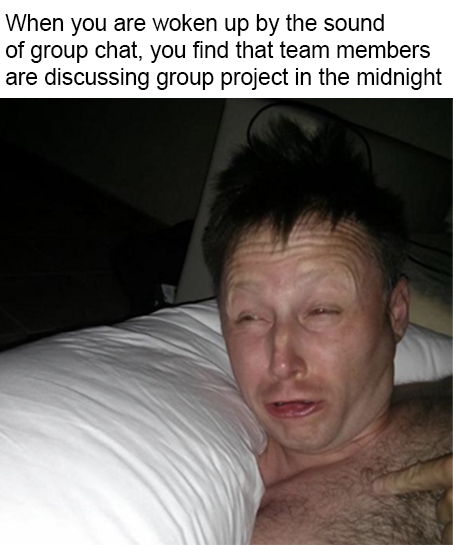 When you are woken up by the sound
of group chat, you find that team members
are discussing group project in the midnight